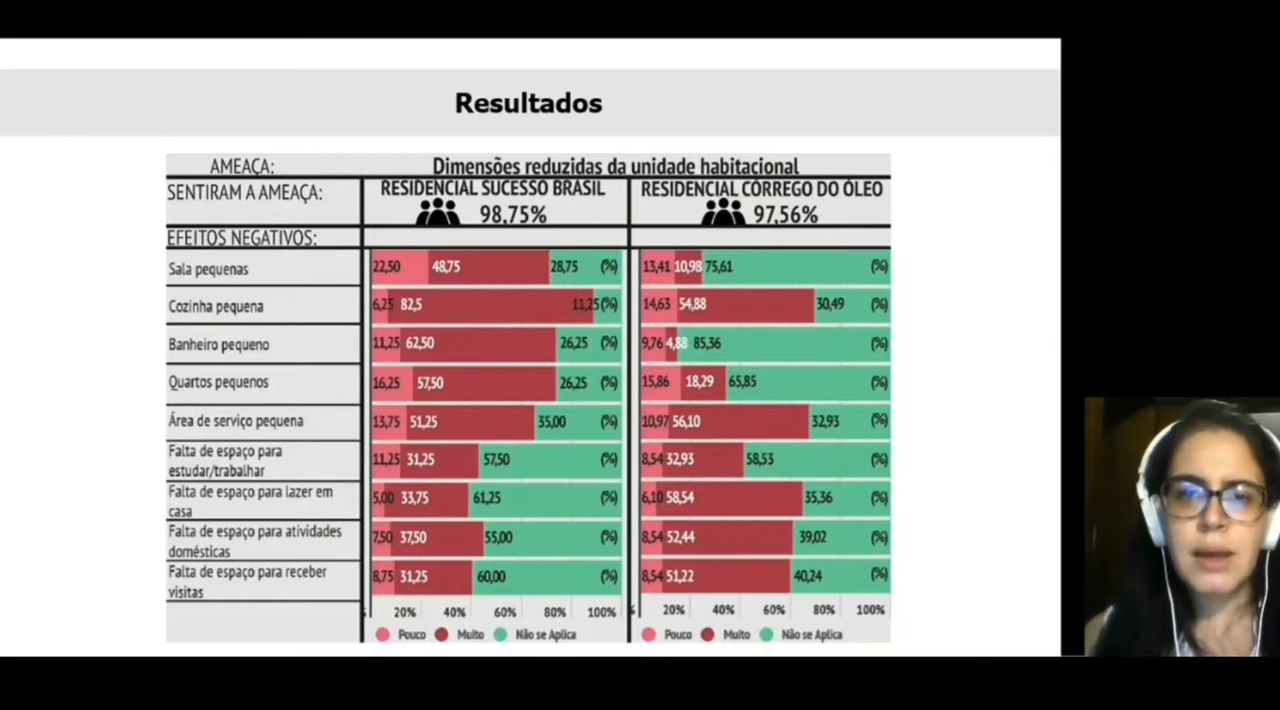 Resultados
AMEAÇA: Dimensões reduzidas da unidade habitacional
SENTIRAM A AMEAÇA: RESIDENCIAL SUCESSO BRASIL RESIDENCIAL CÓRREGO DO ÓLEO
98,75% 97,56%
EFEITOS NEGATIVOS:
Sala pequenas 22,50 48,75 28,75 (%) 13,41 10,98 75,61 (%)
Cozinha pequena 6,25 82,5 11,25 (%) 14,63 54,88 30,49 (%)
Banheiro pequeno 11,25 62,50 26,25 (%) 9,76 4,88 85,36 (%)
Quartos pequenos 16,25 57,50 26,25 (%) 15,86 18,29 65,85 (%)
Área de serviço pequena 13,75 51,25 35,00 (%) 10,97 56,10 32,93 (%)
Falta de espaço para
estudar/trabalhar 11,25 31,25 57,50 (%) 8,54 32,93 58,53 (%)
Falta de espaço para lazer em
casa 5,00 33,75 61,25 (%) 6,10 58,54 35,36 (%)
Falta de espaço para atividades
domésticas 7,50 37,50 55,00 (%) 8,54 52,44 39,02 (%)
Falta de espaço para receber
visitas 8,75 31,25 60,00 (%) 8,54 51,22 40,24 (%)
20% 40% 60% 80% 100% 20% 40% 60% 80% 100%
Pouco Muito Não se Aplica Pouco Muito Não se Aplica